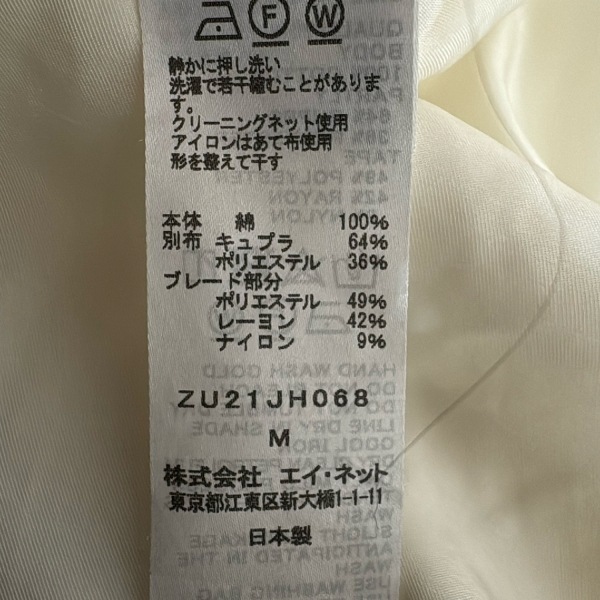 F W
静かに押し洗い
洗濯で若干縮むことがありま
す。
クリーニングネット使用
アイロンはあて布使用
形を整えて干す
本体 綿 100%
別布 キュプラ 64%
ポリエステル 36%
ブレード部分
ポリエステル 49%
レーヨン 42%
ナイロン 9%
ZU21JH068
M
株式会社 エイ・ネット
東京都江東区新大橋1-1-11
日本製